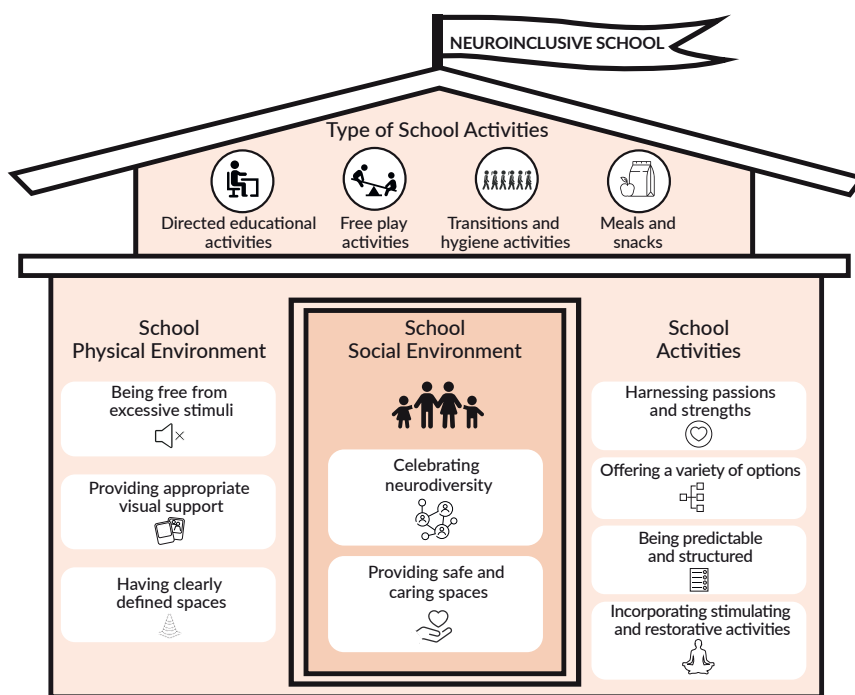 NEUROINCLUSIVE SCHOOL
Type of School Activities
Directed educational
activities
Free play
activities
Transitions and
hygiene activities
Meals and
snacks
School
Physical Environment
Being free from
excessive stimuli
Providing appropriate
visual support
Having clearly
defined spaces
School
Social Environment
Celebrating
neurodiversity
Providing safe and
caring spaces
School
Activities
Harnessing passions
and strengths
Offering a variety of options
Being predictable
and structured
Incorporating stimulating
and restorative activities